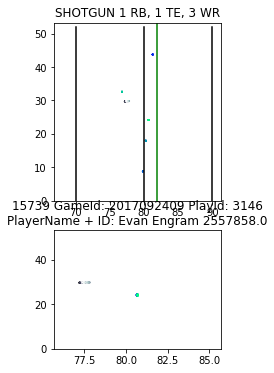 SHOTGUN 1 RB, 1 TE, 3 WR
50
40
30
20
10
0
70 75 80 85 90
15739 GameId: 2017092409 PlayId: 3146
PlayerName + ID: Evan Engram 2557858.0
40
20
0
77.5 80.0 82.5 85.0